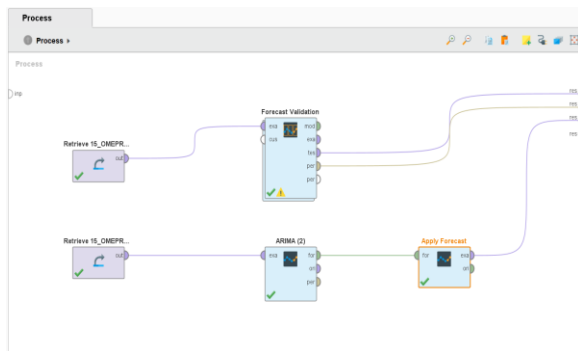 Process
Process
Process
inp
res
res
res
res
Forecast Validation
exa
mod
cus
exa
tes
per
per
Retrieve 15_OMEPR...
out
Retrieve 15_OMEPR...
out
ARIMA (2)
exa
for
ori
per
Apply Forecast
for
exa
ori